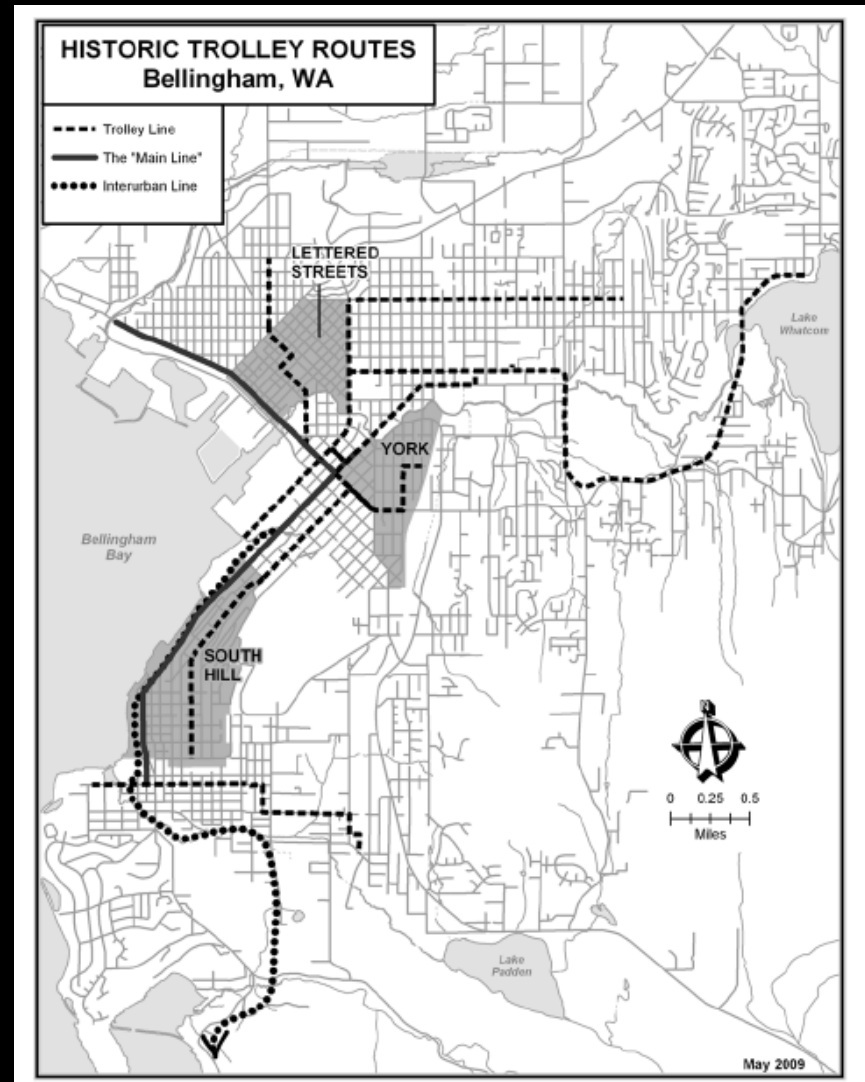 HISTORIC TROLLEY ROUTES
Bellingham, WA
Trolley Line
The "Main Line"
Interurban Line
LETTERED
STREETS
Lake
Whatcom
YORK
Bellingham
Bay
SOUTH
HILL
N
0 0.25 0.5
Miles
Lake
Padden
May 2009